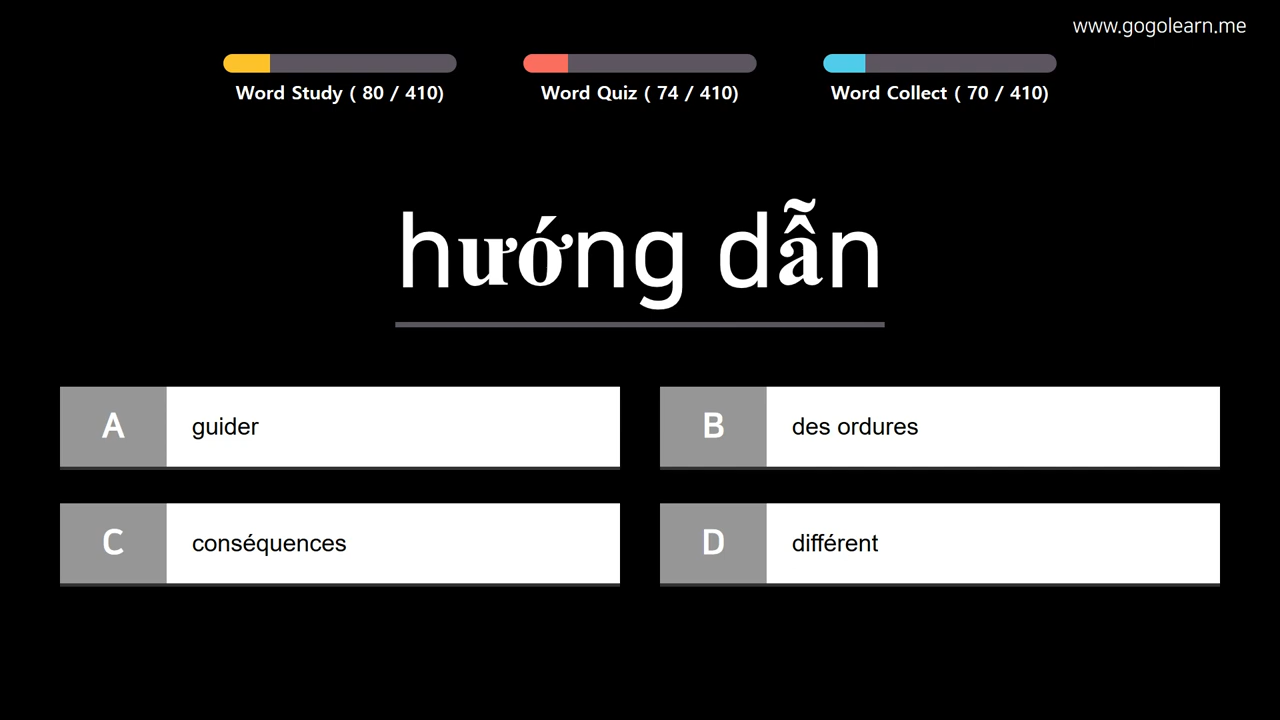 www.gogolearn.me
Word Study ( 80 / 410)
Word Quiz ( 74 / 410)
Word Collect ( 70 / 410)
hướng dẫn
A guider
B des ordures
C conséquences
D différent